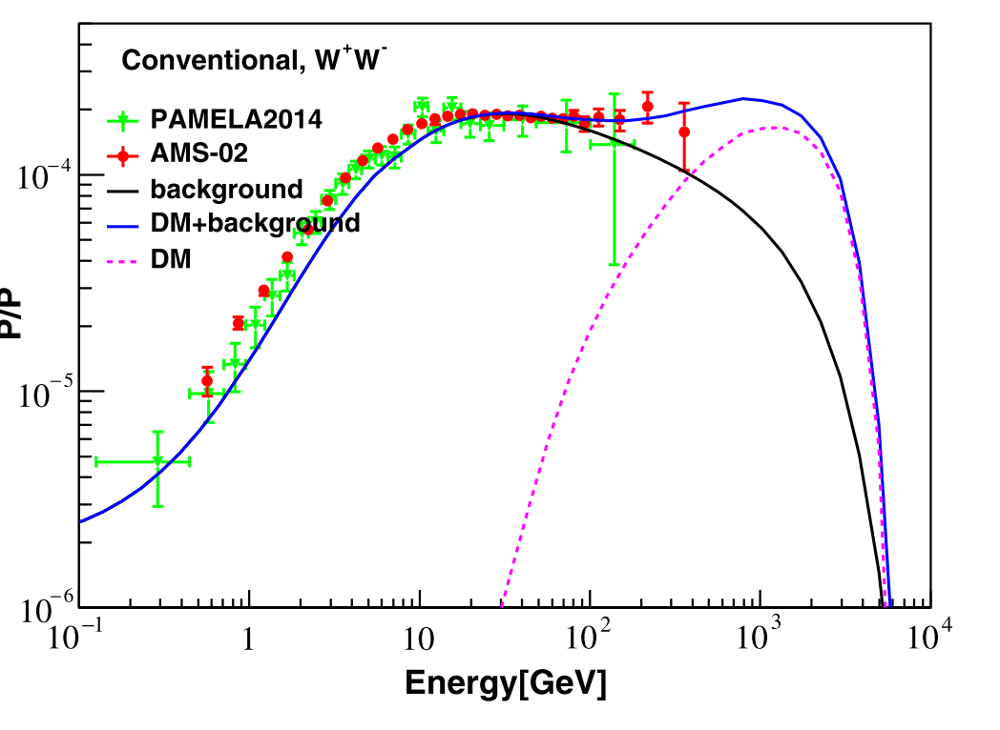 Conventional, W⁺W⁻
PAMELA2014
AMS-02
background
DM+background
DM
10⁻⁴
10⁻⁵
10⁻⁶
P/P
10⁻¹ 1 10 10² 10³ 10⁴
Energy[GeV]